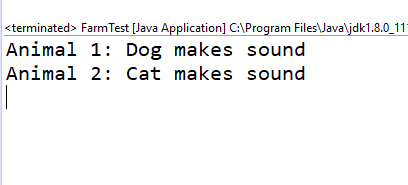 <terminated> FarmTest [Java Application] C:\Program Files\Java\jdk1.8.0_11
Animal 1: Dog makes sound
Animal 2: Cat makes sound